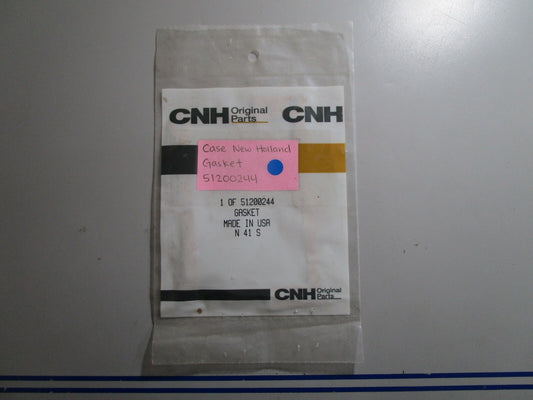 CNH Original Parts CNH
Case New Holland
Gasket
51200244
1 OF 51200244
GASKET
MADE IN USA
N 41 S
CNH Original Parts